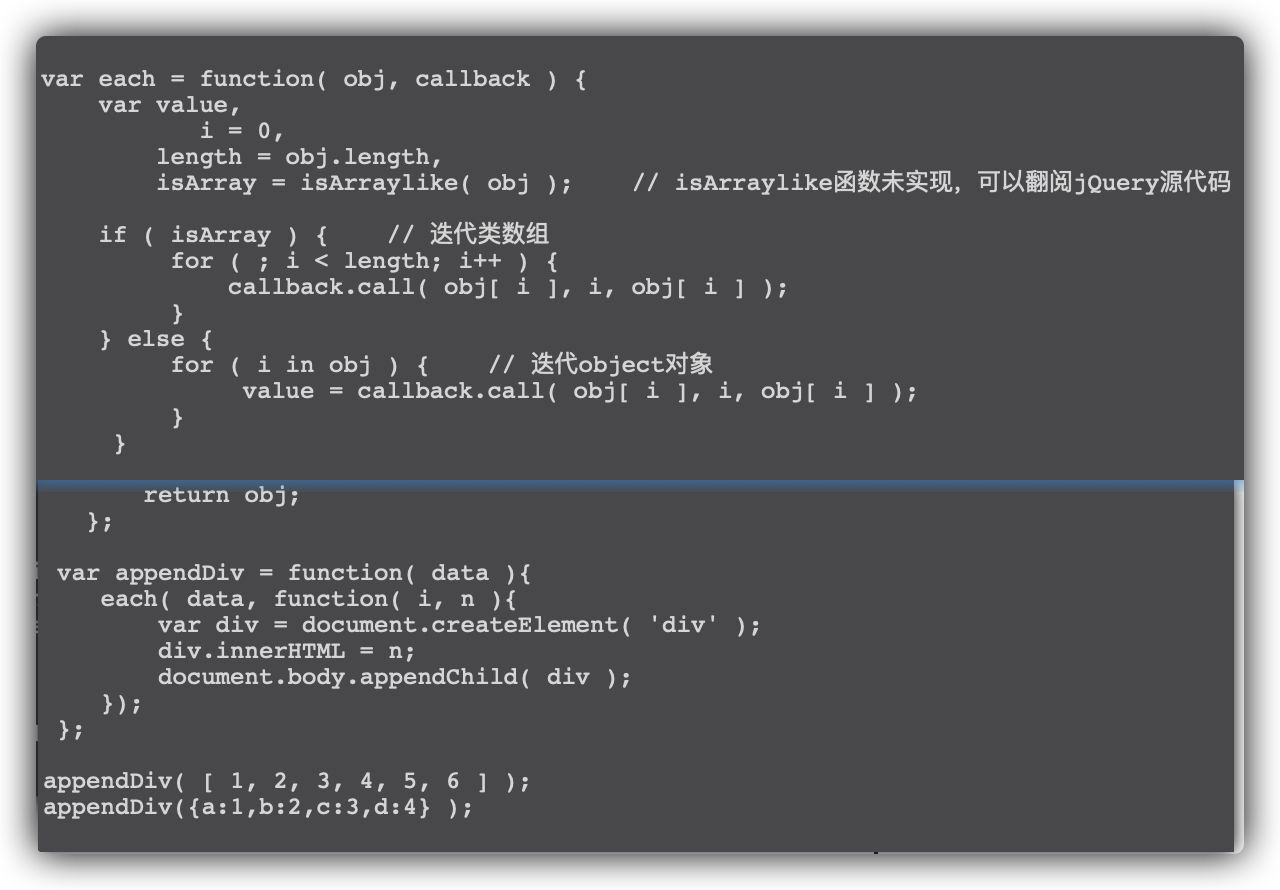 var each = function( obj, callback ) {
    var value,
           i = 0,
        length = obj.length,
        isArray = isArraylike( obj );    // isArraylike函数未实现，可以翻阅jQuery源代码
    if ( isArray ) {    // 迭代类数组
         for ( ; i < length; i++ ) {
             callback.call( obj[ i ], i, obj[ i ] );
         }
    } else {
         for ( i in obj ) {    // 迭代object对象
              value = callback.call( obj[ i ], i, obj[ i ] );
         }
     }
       return obj;
   };
 var appendDiv = function( data ){
    each( data, function( i, n ){
        var div = document.createElement( 'div' );
        div.innerHTML = n;
        document.body.appendChild( div );
    });
 };
appendDiv( [ 1, 2, 3, 4, 5, 6 ] );
appendDiv({a:1,b:2,c:3,d:4} );